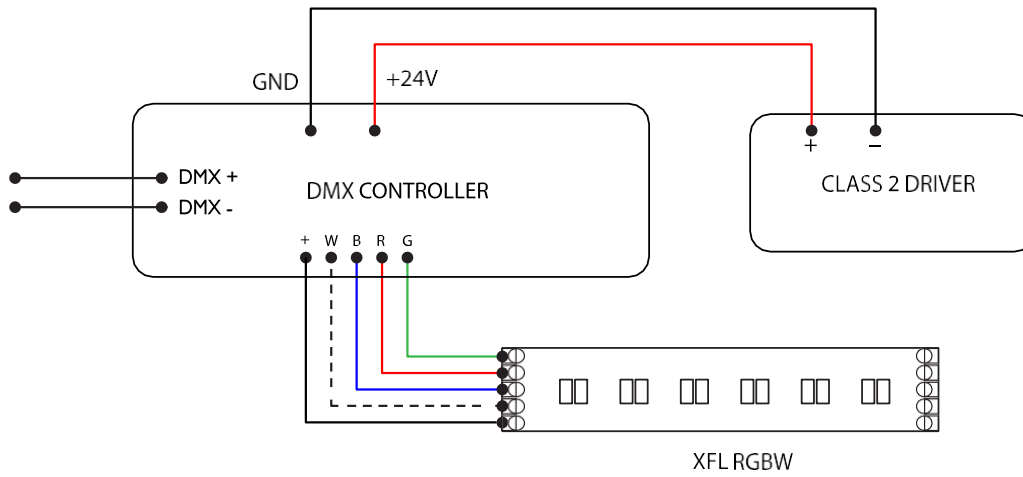 GND
+24V
+
−
DMX +
DMX -
DMX CONTROLLER
CLASS 2 DRIVER
+ W B R G
XFL RGBW